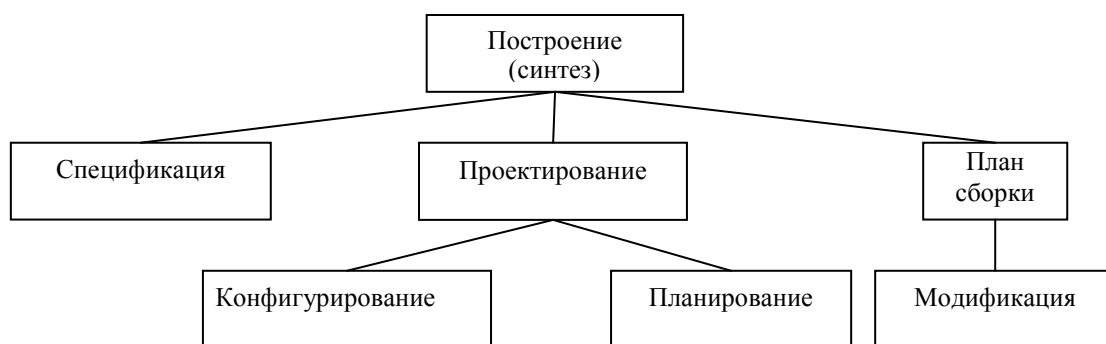 Построение
(синтез)
Спецификация
Проектирование
План
сборки
Конфигурирование
Планирование
Модификация